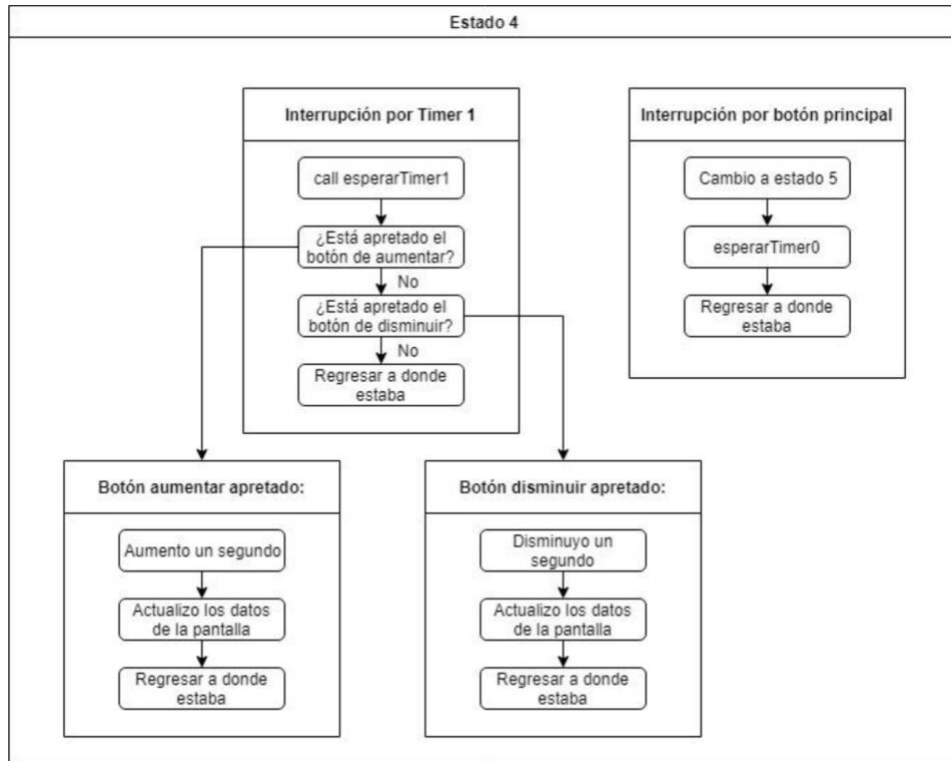 Estado 4
Interrupción por Timer 1
call esperarTimer1
¿Está apretado el
botón de aumentar?
No
¿Está apretado el
botón de disminuir?
No
Regresar a donde
estaba
Interrupción por botón principal
Cambio a estado 5
esperarTimer0
Regresar a donde
estaba
Botón aumentar apretado:
Aumento un segundo
Actualizo los datos
de la pantalla
Regresar a donde
estaba
Botón disminuir apretado:
Disminuyo un
segundo
Actualizo los datos
de la pantalla
Regresar a donde
estaba